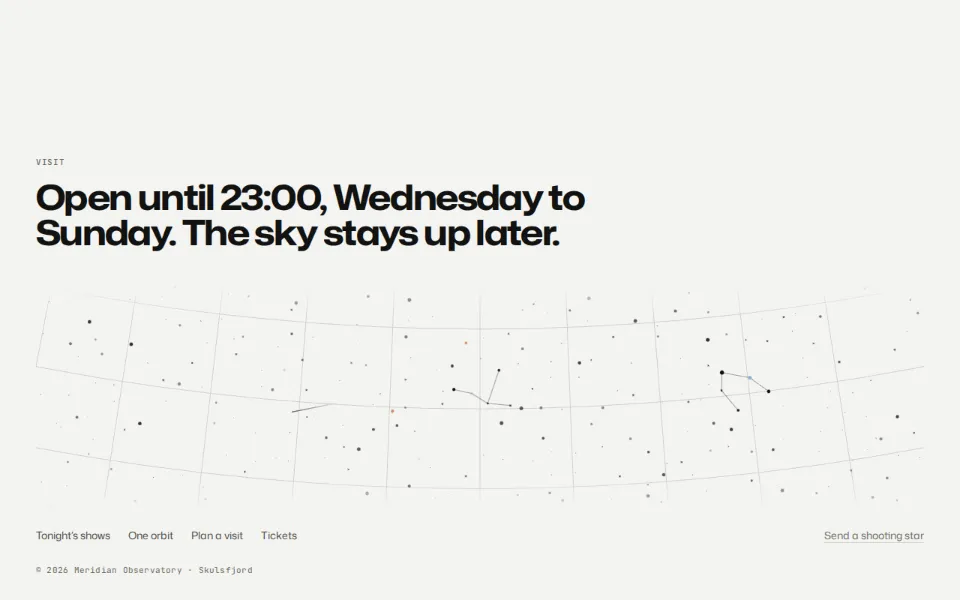 VISIT
Open until 23:00, Wednesday to
Sunday. The sky stays up later.
Tonight's shows One orbit Plan a visit Tickets Send a shooting star
© 2026 Meridian Observatory · Skulsfjord